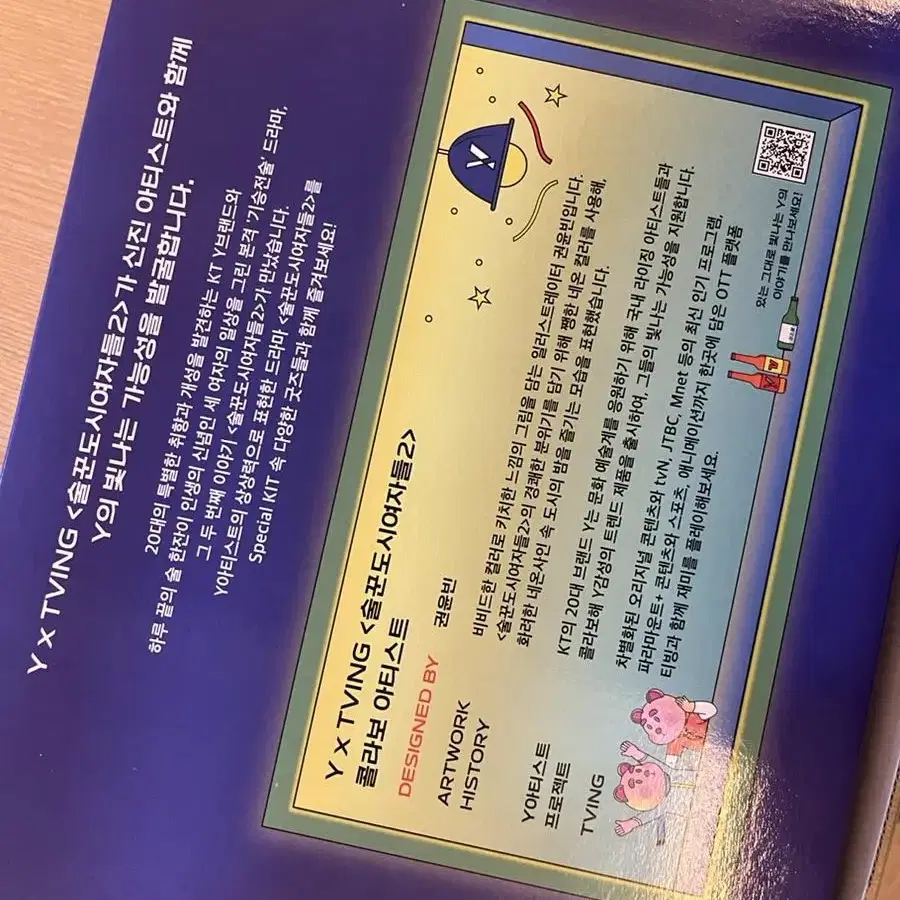 Y x TVING <술꾼도시여자들2>가 신진 아티스트와 함께
Y의 빛나는 가능성을 발굴합니다.
20대의 특별한 취향과 개성을 발견하는 KT Y브랜드와
하루 끝의 술 한잔이 인생의 신념인 세 여자의 일상을 그린 본격 '기승전술' 드라마,
그 두 번째 이야기 <술꾼도시여자들2>가 만났습니다.
Y아티스트의 상상력으로 표현한 드라마 <술꾼도시여자들2>를
Special KIT 속 다양한 굿즈들과 함께 즐겨보세요!
Y x TVING <술꾼도시여자들2>
콜라보 아티스트
DESIGNED BY 권윤빈
ARTWORK
HISTORY
비비드한 컬러로 키치한 느낌의 그림을 담는 일러스트레이터 권윤빈입니다.
<술꾼도시여자들2>의 경쾌한 분위기를 담기 위해 쨍한 네온 컬러를 사용해,
화려한 네온사인 속 도시의 밤을 즐기는 모습을 표현했습니다.
Y아티스트
프로젝트
KT의 20대 브랜드 Y는 문화 예술계를 응원하기 위해 국내 라이징 아티스트들과
콜라보해 Y감성의 트렌드 제품을 출시하여, 그들의 빛나는 가능성을 지원합니다.
TVING
차별화된 오리지널 콘텐츠와 tvN, JTBC, Mnet 등의 최신 인기 프로그램,
파라마운트+ 콘텐츠와 스포츠, 애니메이션까지 한곳에 담은 OTT 플랫폼
티빙과 함께 재미를 플레이해보세요.
Y
있는 그대로 빛나는 Y의
이야기를 만나보세요!